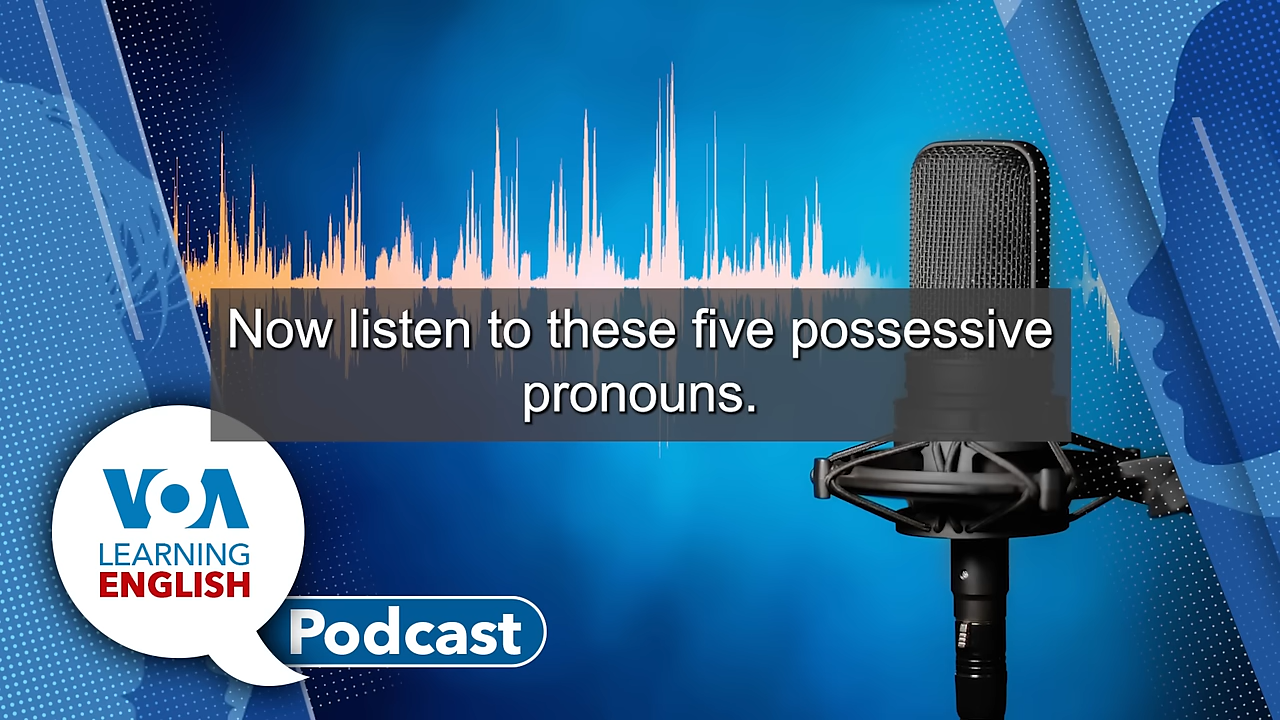 Now listen to these five possessive
pronouns.
VOA
LEARNING
ENGLISH
Podcast